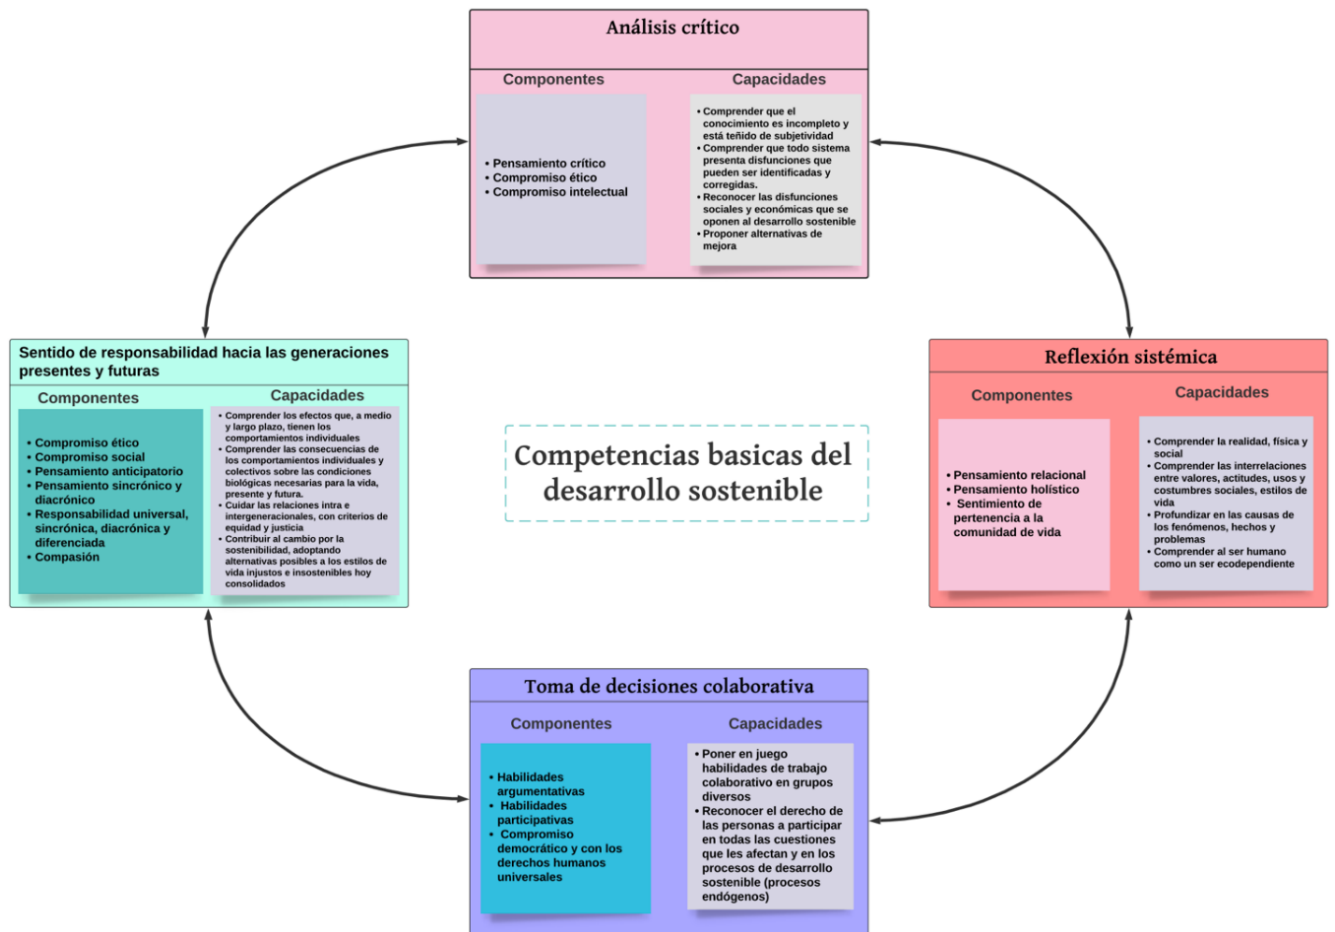 Análisis crítico
Componentes
• Pensamiento crítico
• Compromiso ético
• Compromiso intelectual
Capacidades
• Comprender que el
conocimiento es incompleto y
está teñido de subjetividad
• Comprender que todo sistema
presenta disfunciones que
pueden ser identificadas y
corregidas.
• Reconocer las disfunciones
sociales y económicas que se
oponen al desarrollo sostenible
• Proponer alternativas de
mejora
Sentido de responsabilidad hacia las generaciones
presentes y futuras
Componentes
• Compromiso ético
• Compromiso social
• Pensamiento anticipatorio
• Pensamiento sincrónico y
diacrónico
• Responsabilidad universal,
sincrónica, diacrónica y
diferenciada
• Compasión
Capacidades
• Comprender los efectos que, a medio
y largo plazo, tienen los
comportamientos individuales
• Comprender las consecuencias de
los comportamientos individuales y
colectivos sobre las condiciones
biológicas necesarias para la vida,
presente y futura.
• Cuidar las relaciones intra e
intergeneracionales, con criterios de
equidad y justicia
• Contribuir al cambio por la
sostenibilidad, adoptando
alternativas posibles a los estilos de
vida injustos e insostenibles hoy
consolidados
Competencias basicas del
desarrollo sostenible
Reflexión sistémica
Componentes
• Pensamiento relacional
• Pensamiento holístico
• Sentimiento de
pertenencia a la
comunidad de vida
Capacidades
• Comprender la realidad, física y
social
• Comprender las interrelaciones
entre valores, actitudes, usos y
costumbres sociales, estilos de
vida
• Profundizar en las causas de
los fenómenos, hechos y
problemas
• Comprender al ser humano
como un ser ecodependiente
Toma de decisiones colaborativa
Componentes
• Habilidades
argumentativas
• Habilidades
participativas
• Compromiso
democrático y con los
derechos humanos
universales
Capacidades
• Poner en juego
habilidades de trabajo
colaborativo en grupos
diversos
• Reconocer el derecho de
las personas a participar
en todas las cuestiones
que les afectan y en los
procesos de desarrollo
sostenible (procesos
endógenos)